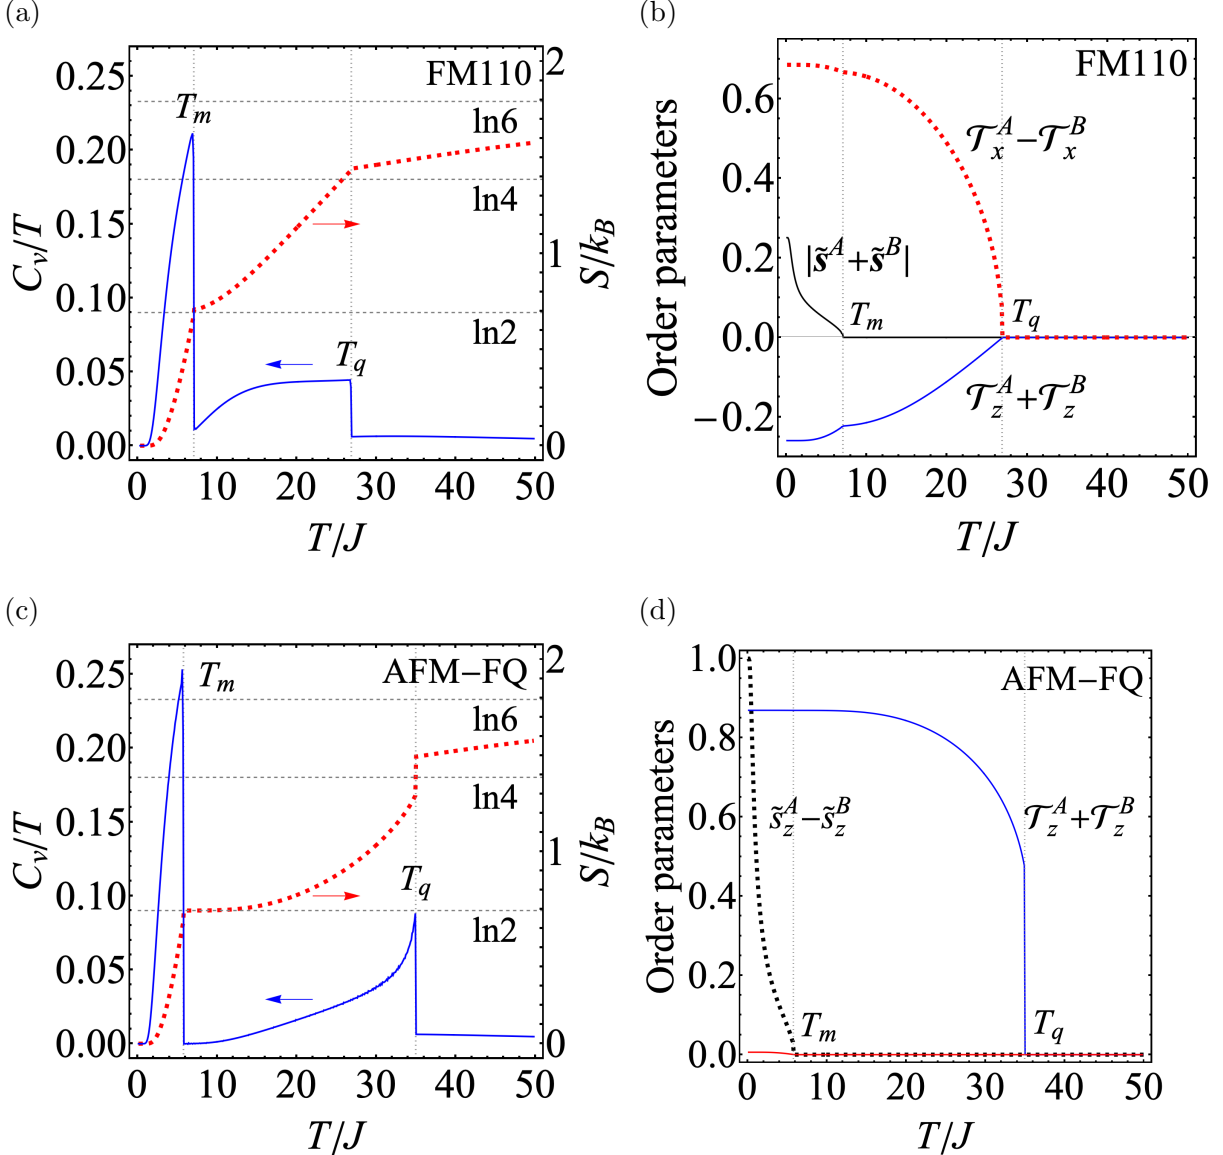 (a)
FM110
T_m
T_q
ln6
ln4
ln2
0.25
0.20
0.15
0.10
0.05
0.00
C_v/T
2
1
0
S/k_B
0 10 20 30 40 50
T/J
(b)
FM110
𝒯_x^A−𝒯_x^B
|s̃^A+s̃^B|
T_m
T_q
𝒯_z^A+𝒯_z^B
0.6
0.4
0.2
0.0
−0.2
Order parameters
0 10 20 30 40 50
T/J
(c)
AFM−FQ
T_m
T_q
ln6
ln4
ln2
0.25
0.20
0.15
0.10
0.05
0.00
C_v/T
2
1
0
S/k_B
0 10 20 30 40 50
T/J
(d)
AFM−FQ
s̃_z^A−s̃_z^B
𝒯_z^A+𝒯_z^B
T_m
T_q
1.0
0.8
0.6
0.4
0.2
0.0
Order parameters
0 10 20 30 40 50
T/J